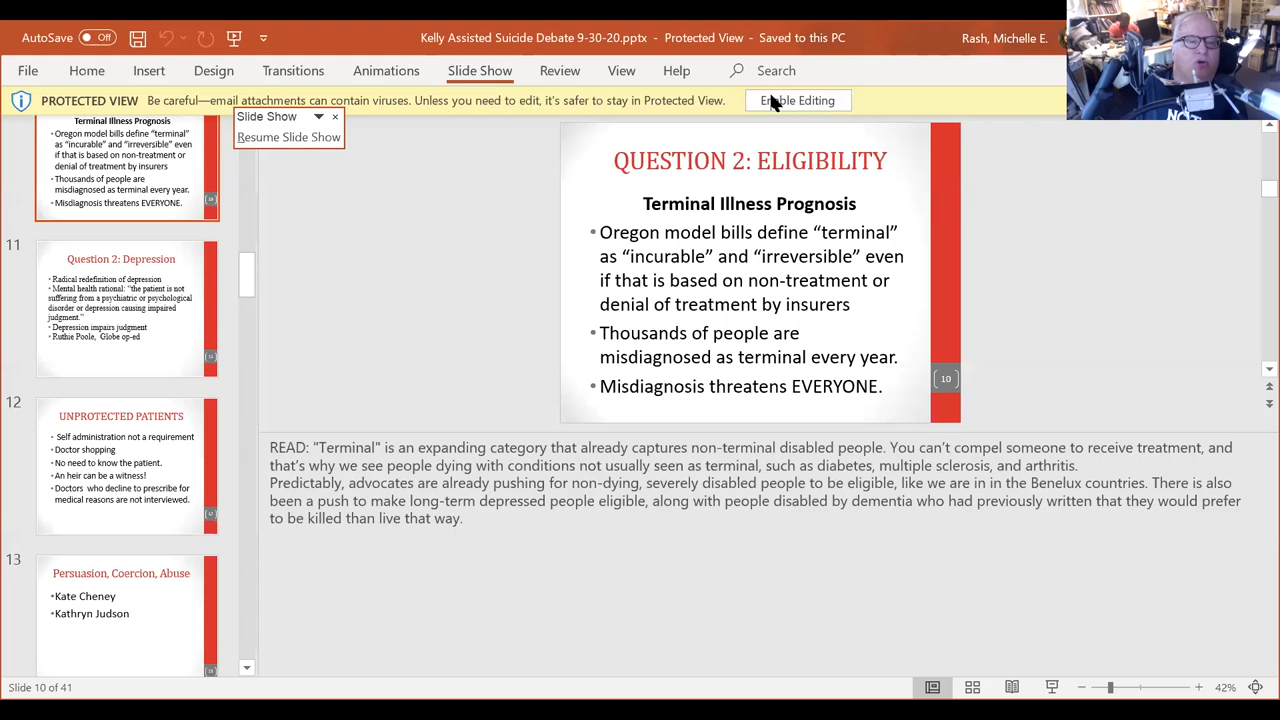 AutoSave Off
Kelly Assisted Suicide Debate 9-30-20.pptx - Protected View - Saved to this PC
Rash, Michelle E.
File Home Insert Design Transitions Animations Slide Show Review View Help Search
PROTECTED VIEW Be careful—email attachments can contain viruses. Unless you need to edit, it's safer to stay in Protected View.
Enable Editing
Slide Show
Resume Slide Show
Terminal Illness Prognosis
Oregon model bills define “terminal”
as “incurable” and “irreversible” even
if that is based on non-treatment or
denial of treatment by insurers
Thousands of people are
misdiagnosed as terminal every year.
Misdiagnosis threatens EVERYONE.
10
11
Question 2: Depression
Radical redefinition of depression
Mental health rational: “the patient is not
suffering from a psychiatric or psychological
disorder or depression causing impaired
judgment.”
Depression impairs judgment
Ruthie Poole, Globe op-ed
11
12
UNPROTECTED PATIENTS
Self administration not a requirement
Doctor shopping
No need to know the patient.
An heir can be a witness!
Doctors who decline to prescribe for
medical reasons are not interviewed.
12
13
Persuasion, Coercion, Abuse
Kate Cheney
Kathryn Judson
13
QUESTION 2: ELIGIBILITY
Terminal Illness Prognosis
• Oregon model bills define “terminal”
as “incurable” and “irreversible” even
if that is based on non-treatment or
denial of treatment by insurers
• Thousands of people are
misdiagnosed as terminal every year.
• Misdiagnosis threatens EVERYONE.
10
READ: "Terminal" is an expanding category that already captures non-terminal disabled people. You can’t compel someone to receive treatment, and
that’s why we see people dying with conditions not usually seen as terminal, such as diabetes, multiple sclerosis, and arthritis.
Predictably, advocates are already pushing for non-dying, severely disabled people to be eligible, like we are in in the Benelux countries. There is also
been a push to make long-term depressed people eligible, along with people disabled by dementia who had previously written that they would prefer
to be killed than live that way.
Slide 10 of 41
42%
NOT